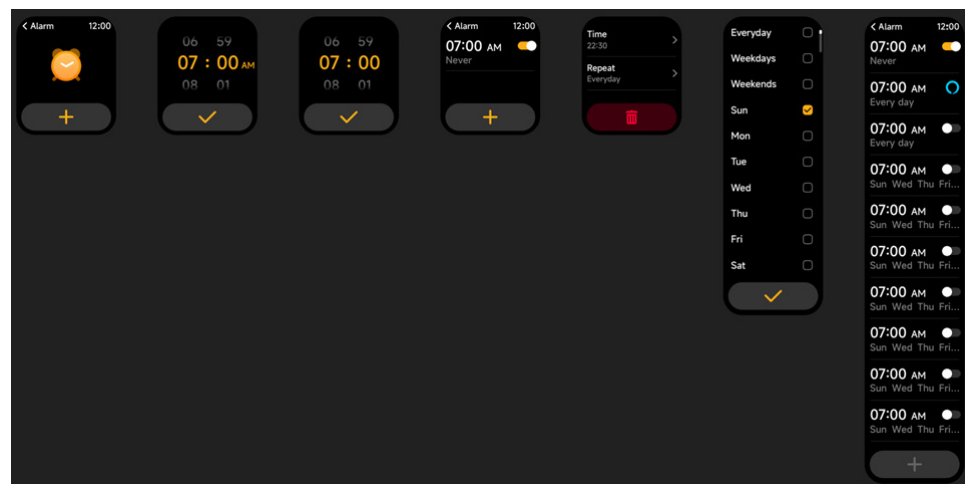 < Alarm 12:00
06 59
07 : 00 AM
08 01
06 59
07 : 00
08 01
< Alarm 12:00
07:00 AM
Never
Time
22:30
Repeat
Everyday
Everyday
Weekdays
Weekends
Sun
Mon
Tue
Wed
Thu
Fri
Sat
< Alarm 12:00
07:00 AM
Never
07:00 AM
Every day
07:00 AM
Every day
07:00 AM
Sun Wed Thu Fri...
07:00 AM
Sun Wed Thu Fri...
07:00 AM
Sun Wed Thu Fri...
07:00 AM
Sun Wed Thu Fri...
07:00 AM
Sun Wed Thu Fri...
07:00 AM
Sun Wed Thu Fri...
07:00 AM
Sun Wed Thu Fri...